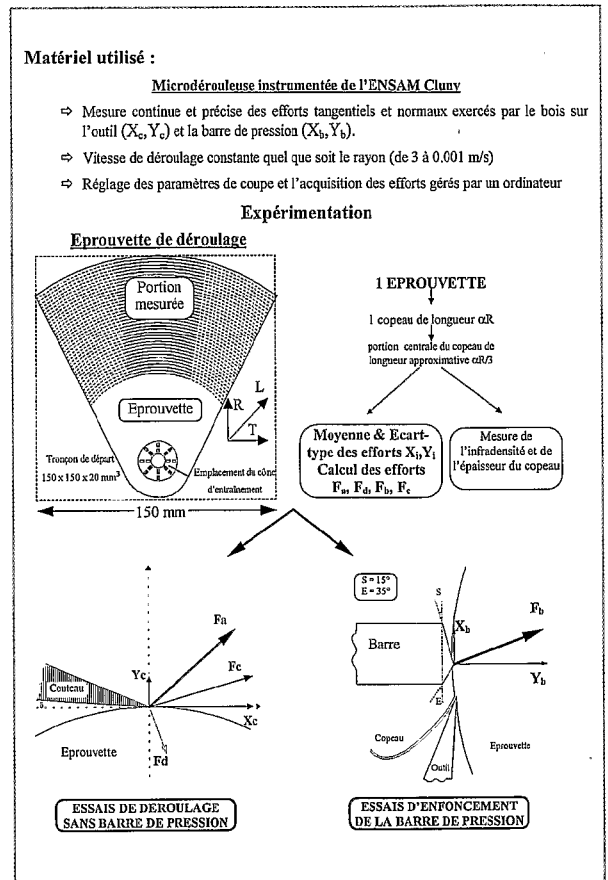 Matériel utilisé :
Microdérouleuse instrumentée de l'ENSAM Cluny
⇨ Mesure continue et précise des efforts tangentiels et normaux exercés par le bois sur
l'outil (Xc,Yc) et la barre de pression (Xb,Yb).
⇨ Vitesse de déroulage constante quel que soit le rayon (de 3 à 0.001 m/s)
⇨ Réglage des paramètres de coupe et l'acquisition des efforts gérés par un ordinateur
Expérimentation
Eprouvette de déroulage
Portion
mesurée
Eprouvette
R
L
T
Tronçon de départ
150 x 150 x 20 mm³
Emplacement du cône
d'entraînement
150 mm
1 EPROUVETTE
1 copeau de longueur αR
portion centrale du copeau de
longueur approximative αR/3
Moyenne & Ecart-
type des efforts Xi,Yi
Calcul des efforts
Fa, Fd, Fb, Fc
Mesure de
l'infradensité et de
l'épaisseur du copeau
Couteau
Yc
Fa
Fc
Xc
Fd
Eprouvette
ESSAIS DE DEROULAGE
SANS BARRE DE PRESSION
S = 15°
E = 35°
S
Xb
Fb
Barre
Yb
E
Copeau
Outil
Eprouvette
ESSAIS D'ENFONCEMENT
DE LA BARRE DE PRESSION